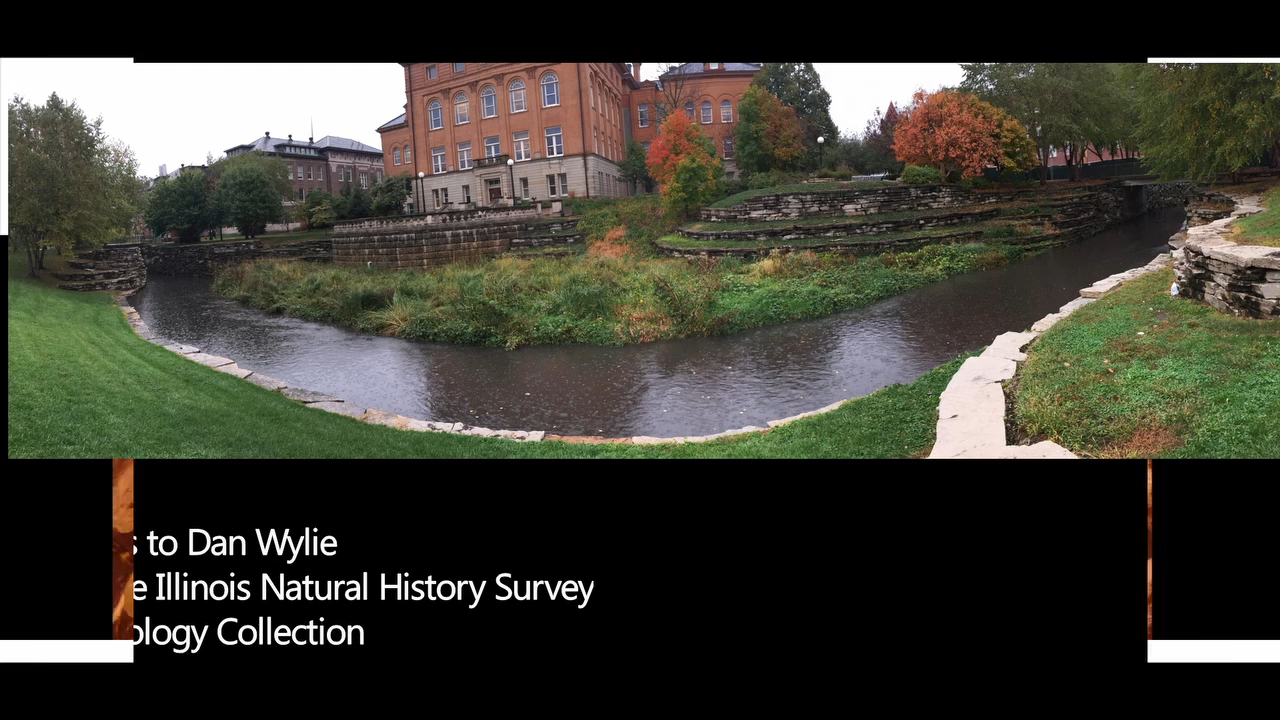 s to Dan Wylie
e Illinois Natural History Survey
ology Collection